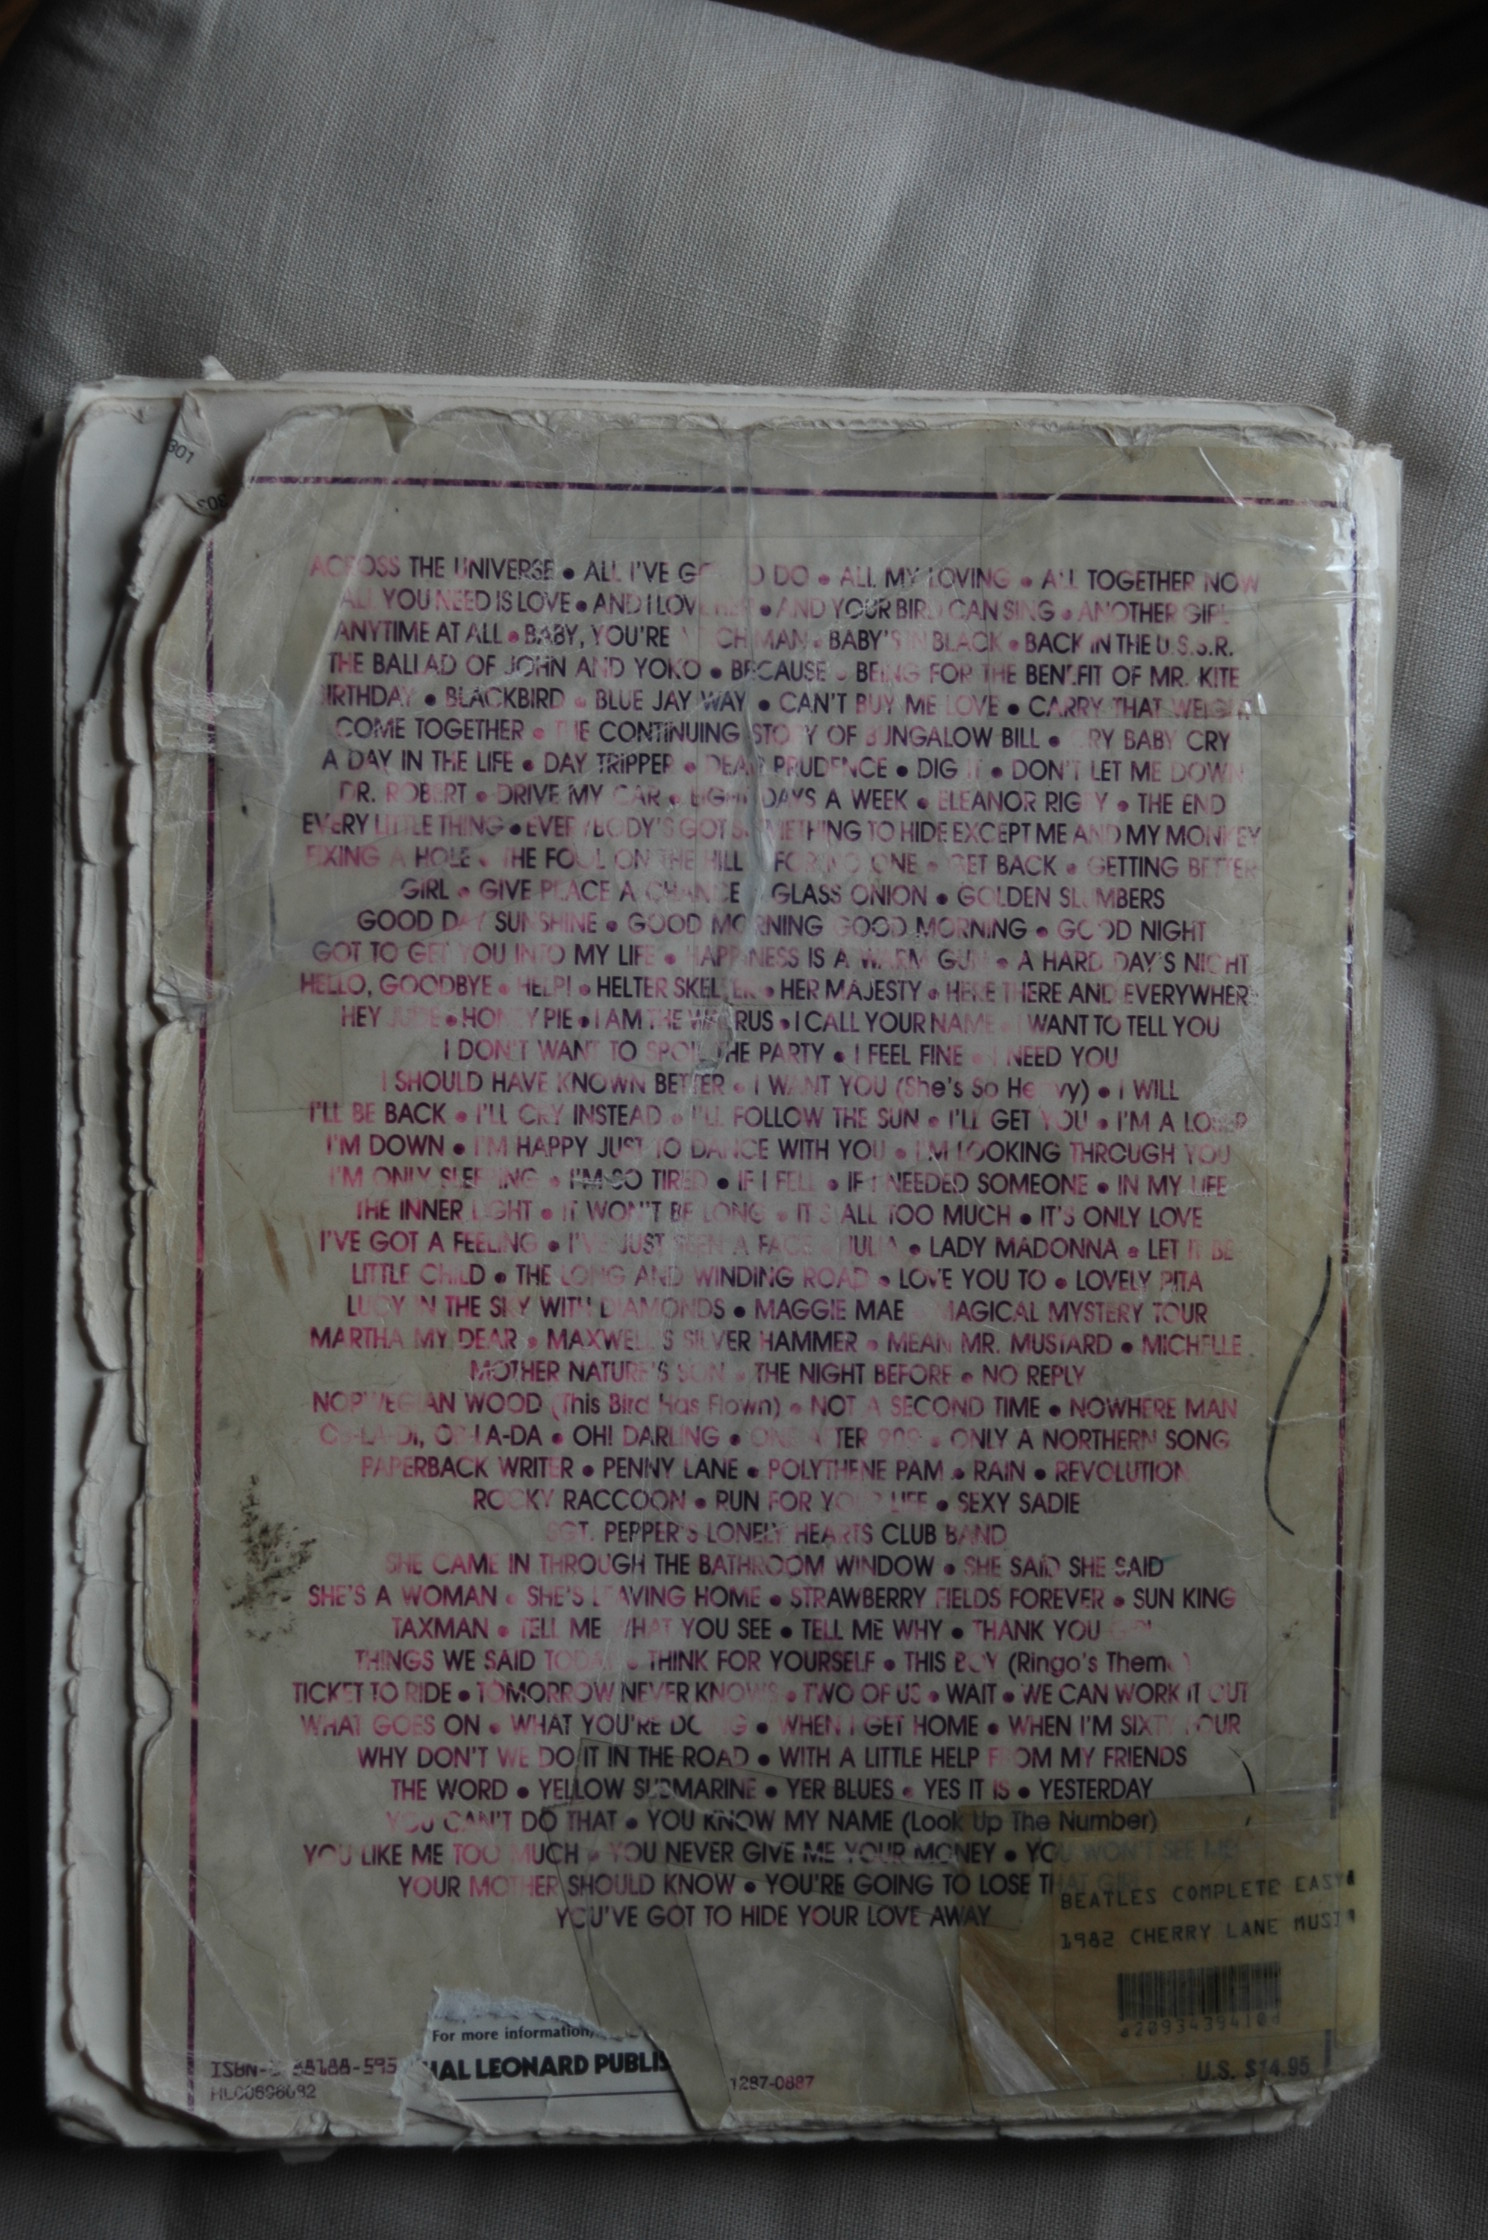 301
303
ACROSS THE UNIVERSE • ALL I'VE GOT TO DO • ALL MY LOVING • ALL TOGETHER NOW
ALL YOU NEED IS LOVE • AND I LOVE HER • AND YOUR BIRD CAN SING • ANOTHER GIRL
ANYTIME AT ALL • BABY, YOU'RE A RICH MAN • BABY'S IN BLACK • BACK IN THE U.S.S.R.
THE BALLAD OF JOHN AND YOKO • BECAUSE • BEING FOR THE BENEFIT OF MR. KITE
BIRTHDAY • BLACKBIRD • BLUE JAY WAY • CAN'T BUY ME LOVE • CARRY THAT WEIGHT
COME TOGETHER • THE CONTINUING STORY OF BUNGALOW BILL • CRY BABY CRY
A DAY IN THE LIFE • DAY TRIPPER • DEAR PRUDENCE • DIG IT • DON'T LET ME DOWN
DR. ROBERT • DRIVE MY CAR • EIGHT DAYS A WEEK • ELEANOR RIGBY • THE END
EVERY LITTLE THING • EVERYBODY'S GOT SOMETHING TO HIDE EXCEPT ME AND MY MONKEY
FIXING A HOLE • THE FOOL ON THE HILL • FOR NO ONE • GET BACK • GETTING BETTER
GIRL • GIVE PEACE A CHANCE • GLASS ONION • GOLDEN SLUMBERS
GOOD DAY SUNSHINE • GOOD MORNING GOOD MORNING • GOOD NIGHT
GOT TO GET YOU INTO MY LIFE • HAPPINESS IS A WARM GUN • A HARD DAY'S NIGHT
HELLO, GOODBYE • HELP! • HELTER SKELTER • HER MAJESTY • HERE THERE AND EVERYWHERE
HEY JUDE • HONEY PIE • I AM THE WALRUS • I CALL YOUR NAME • I WANT TO TELL YOU
I DON'T WANT TO SPOIL THE PARTY • I FEEL FINE • I NEED YOU
I SHOULD HAVE KNOWN BETTER • I WANT YOU (She's So Heavy) • I WILL
I'LL BE BACK • I'LL CRY INSTEAD • I'LL FOLLOW THE SUN • I'LL GET YOU • I'M A LOSER
I'M DOWN • I'M HAPPY JUST TO DANCE WITH YOU • I'M LOOKING THROUGH YOU
I'M ONLY SLEEPING • I'M SO TIRED • IF I FELL • IF I NEEDED SOMEONE • IN MY LIFE
THE INNER LIGHT • IT WON'T BE LONG • IT'S ALL TOO MUCH • IT'S ONLY LOVE
I'VE GOT A FEELING • I'VE JUST SEEN A FACE • JULIA • LADY MADONNA • LET IT BE
LITTLE CHILD • THE LONG AND WINDING ROAD • LOVE YOU TO • LOVELY RITA
LUCY IN THE SKY WITH DIAMONDS • MAGGIE MAE • MAGICAL MYSTERY TOUR
MARTHA MY DEAR • MAXWELL'S SILVER HAMMER • MEAN MR. MUSTARD • MICHELLE
MOTHER NATURE'S SON • THE NIGHT BEFORE • NO REPLY
NORWEGIAN WOOD (This Bird Has Flown) • NOT A SECOND TIME • NOWHERE MAN
OB-LA-DI, OB-LA-DA • OH! DARLING • ONE AFTER 909 • ONLY A NORTHERN SONG
PAPERBACK WRITER • PENNY LANE • POLYTHENE PAM • RAIN • REVOLUTION
ROCKY RACCOON • RUN FOR YOUR LIFE • SEXY SADIE
SGT. PEPPER'S LONELY HEARTS CLUB BAND
SHE CAME IN THROUGH THE BATHROOM WINDOW • SHE SAID SHE SAID
SHE'S A WOMAN • SHE'S LEAVING HOME • STRAWBERRY FIELDS FOREVER • SUN KING
TAXMAN • TELL ME WHAT YOU SEE • TELL ME WHY • THANK YOU GIRL
THINGS WE SAID TODAY • THINK FOR YOURSELF • THIS BOY (Ringo's Theme)
TICKET TO RIDE • TOMORROW NEVER KNOWS • TWO OF US • WAIT • WE CAN WORK IT OUT
WHAT GOES ON • WHAT YOU'RE DOING • WHEN I GET HOME • WHEN I'M SIXTY FOUR
WHY DON'T WE DO IT IN THE ROAD • WITH A LITTLE HELP FROM MY FRIENDS
THE WORD • YELLOW SUBMARINE • YER BLUES • YES IT IS • YESTERDAY
YOU CAN'T DO THAT • YOU KNOW MY NAME (Look Up The Number)
YOU LIKE ME TOO MUCH • YOU NEVER GIVE ME YOUR MONEY • YOU WON'T SEE ME
YOUR MOTHER SHOULD KNOW • YOU'RE GOING TO LOSE THAT GIRL
YOU'VE GOT TO HIDE YOUR LOVE AWAY
BEATLES COMPLETE EASY
1982 CHERRY LANE MUSI
For more information,
HAL LEONARD PUBLIS
1287-0887
U.S. $14.95